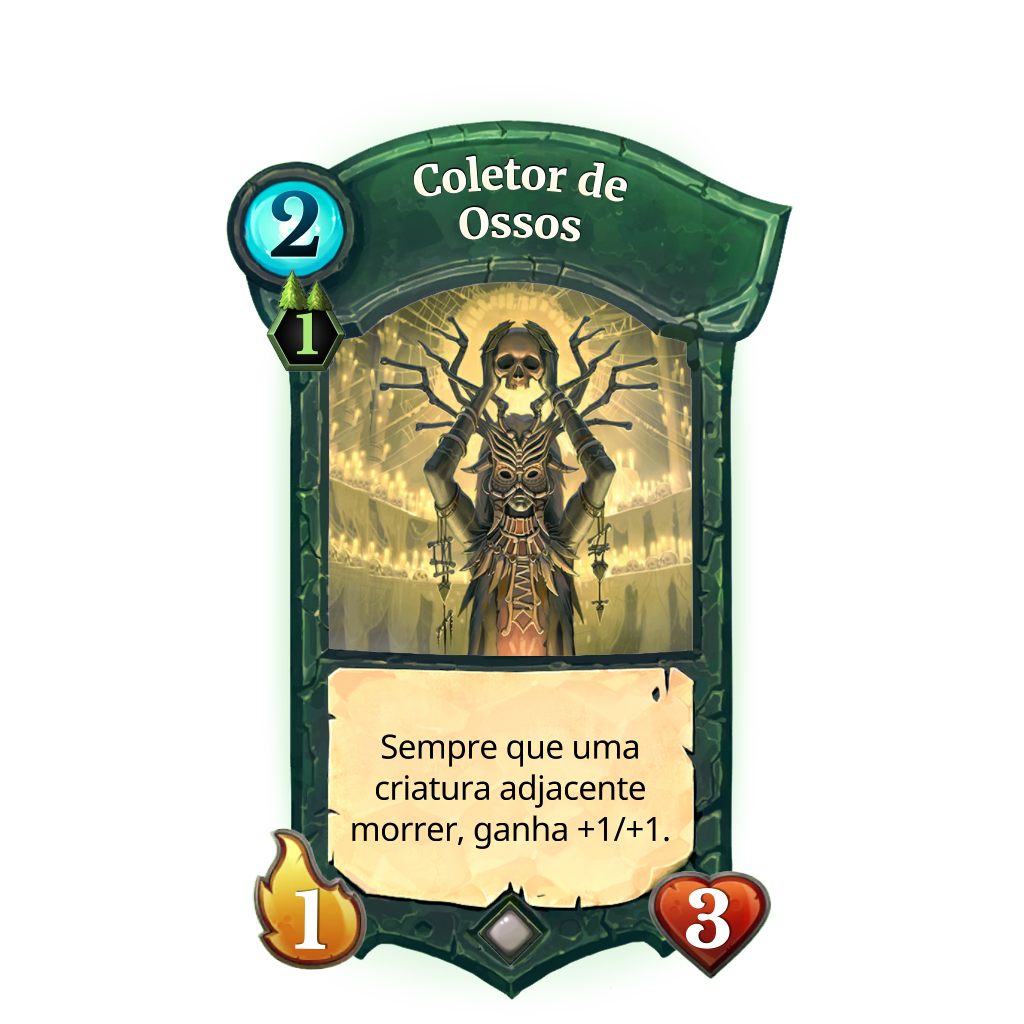 Coletor de
Ossos
2
1
Sempre que uma
criatura adjacente
morrer, ganha +1/+1.
1
3